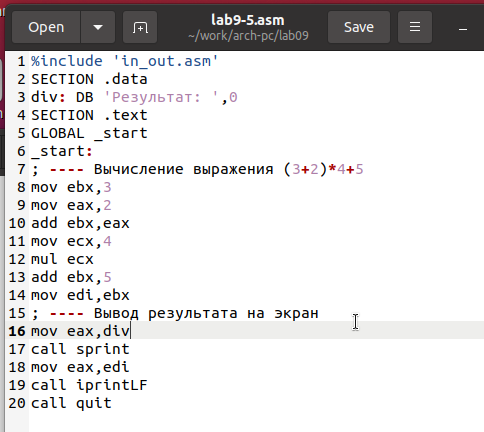 Open
lab9-5.asm
~/work/arch-pc/lab09
Save
1 %include 'in_out.asm'
2 SECTION .data
3 div: DB 'Результат: ',0
4 SECTION .text
5 GLOBAL _start
6 _start:
7 ; ---- Вычисление выражения (3+2)*4+5
8 mov ebx,3
9 mov eax,2
10 add ebx,eax
11 mov ecx,4
12 mul ecx
13 add ebx,5
14 mov edi,ebx
15 ; ---- Вывод результата на экран
16 mov eax,div
17 call sprint
18 mov eax,edi
19 call iprintLF
20 call quit